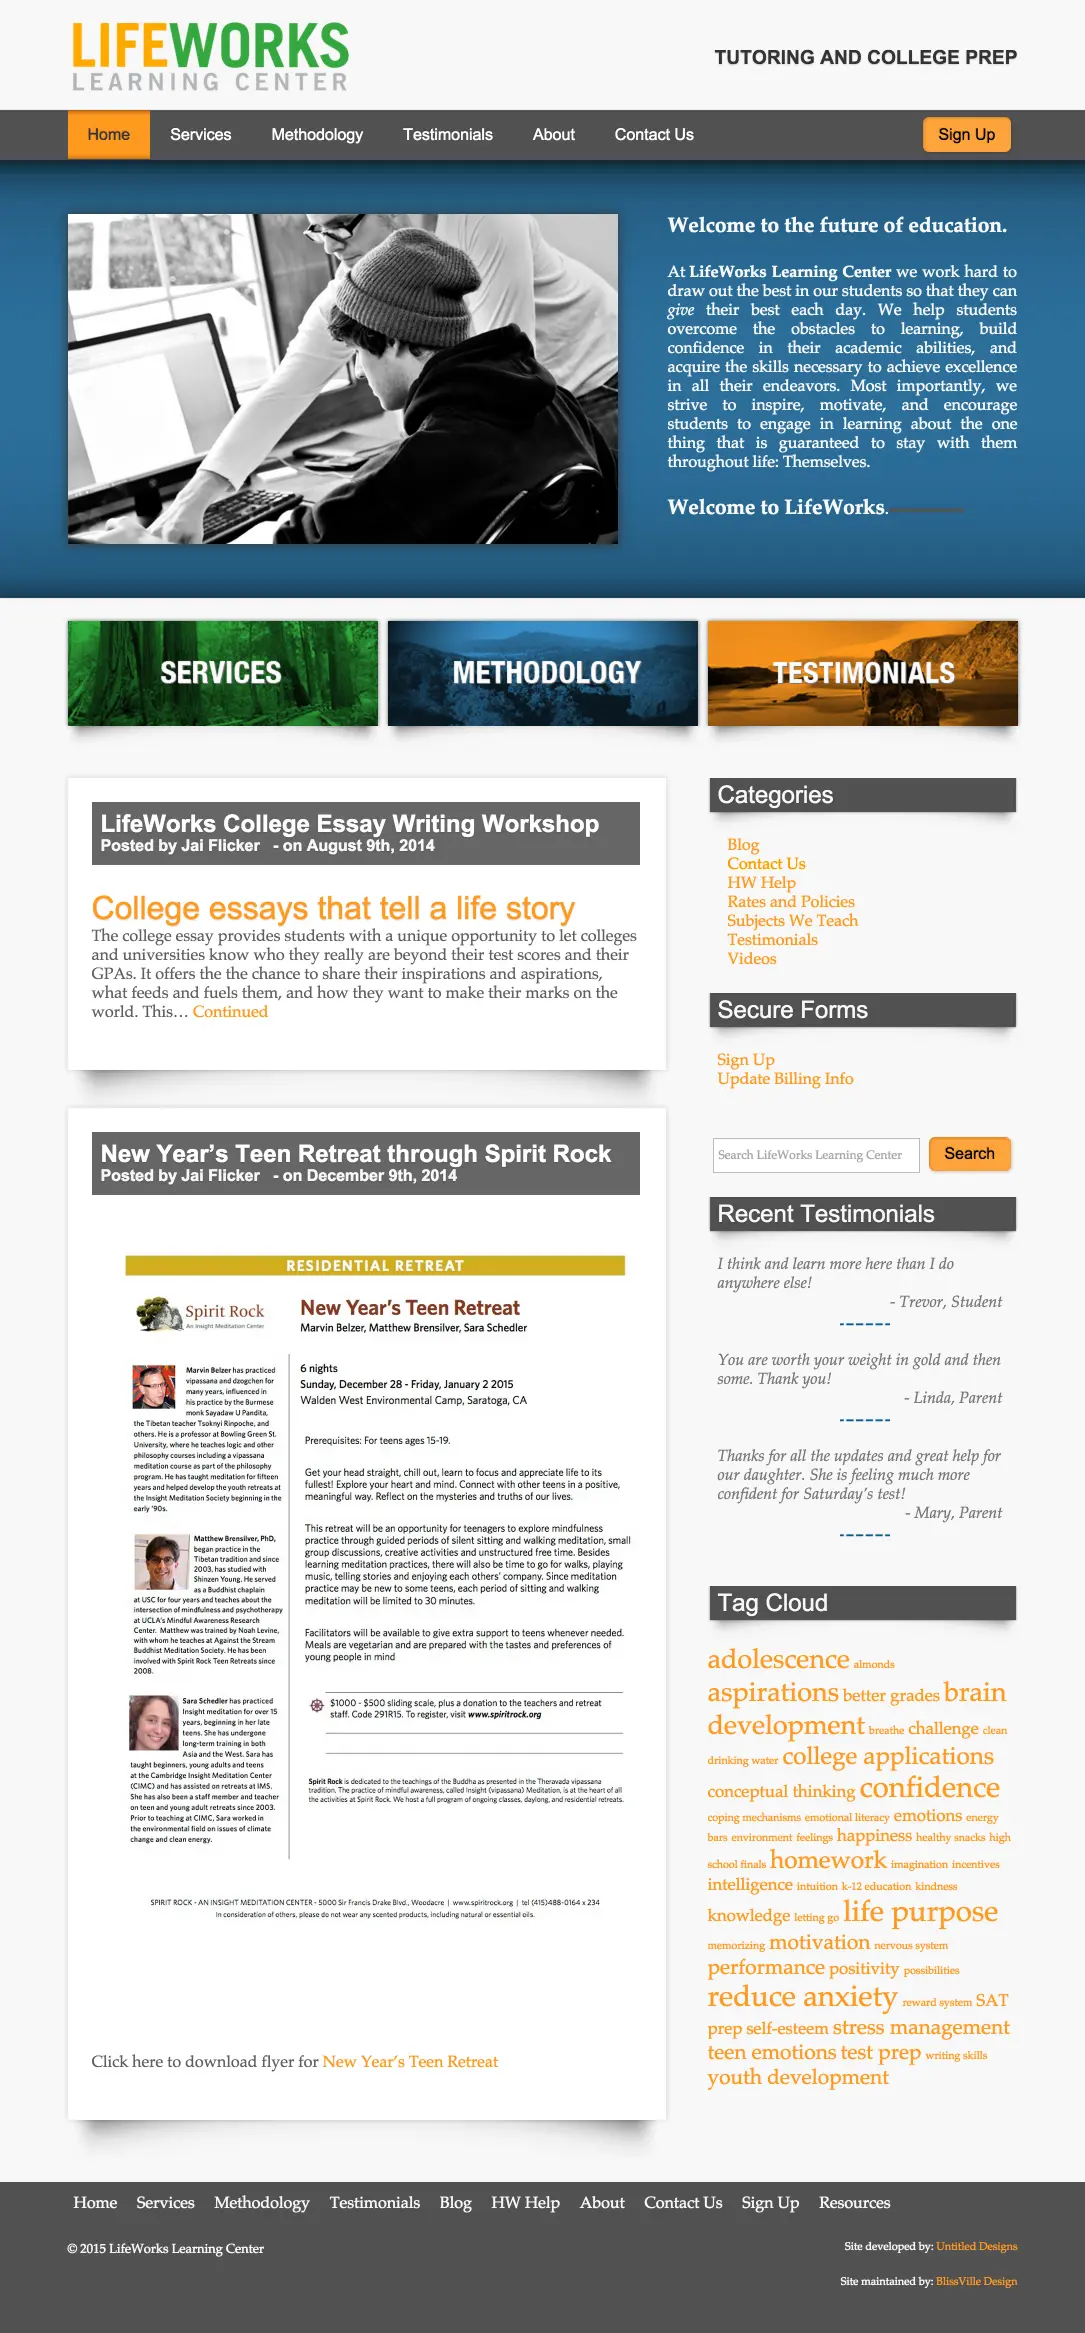 LIFEWORKS
LEARNING CENTER
TUTORING AND COLLEGE PREP
Home
Services
Methodology
Testimonials
About
Contact Us
Sign Up
Welcome to the future of education.
At LifeWorks Learning Center we work hard to
draw out the best in our students so that they can
give their best each day. We help students
overcome the obstacles to learning, build
confidence in their academic abilities, and
acquire the skills necessary to achieve excellence
in all their endeavors. Most importantly, we
strive to inspire, motivate, and encourage
students to engage in learning about the one
thing that is guaranteed to stay with them
throughout life: Themselves.
Welcome to LifeWorks.
SERVICES
METHODOLOGY
TESTIMONIALS
LifeWorks College Essay Writing Workshop
Posted by Jai Flicker - on August 9th, 2014
College essays that tell a life story
The college essay provides students with a unique opportunity to let colleges
and universities know who they really are beyond their test scores and their
GPAs. It offers the the chance to share their inspirations and aspirations,
what feeds and fuels them, and how they want to make their marks on the
world. This… Continued
New Year’s Teen Retreat through Spirit Rock
Posted by Jai Flicker - on December 9th, 2014
RESIDENTIAL RETREAT
Spirit Rock
An Insight Meditation Center
New Year’s Teen Retreat
Marvin Belzer, Matthew Brensilver, Sara Schedler
Marvin Belzer has practiced
vipassana and dzogchen for
many years, influenced in
his practice by the Burmese
monk Sayadaw U Pandita,
the Tibetan teacher Tsoknyi Rinpoche, and
others. He is a professor at Bowling Green St.
University, where he teaches logic and other
philosophy courses including a vipassana
meditation course as part of the philosophy
program. He has taught meditation for fifteen
years and helped develop the youth retreats at
the Insight Meditation Society beginning in the
early ’90s.
Matthew Brensilver, PhD,
began practice in the
Tibetan tradition and since
2003, has studied with
Shinzen Young. He served
as a Buddhist chaplain
at USC for four years and teaches about the
intersection of mindfulness and psychotherapy
at UCLA’s Mindful Awareness Research
Center. Matthew was trained by Noah Levine,
with whom he teaches at Against the Stream
Buddhist Meditation Society. He has been
involved with Spirit Rock Teen Retreats since
2008.
Sara Schedler has practiced
Insight meditation for over 15
years, beginning in her late
teens. She has undergone
long-term training in both
Asia and the West. Sara has
taught beginners, young adults and teens
at the Cambridge Insight Meditation Center
(CIMC) and has assisted on retreats at IMS.
She has also been a staff member and teacher
on teen and young adult retreats since 2003.
Prior to teaching at CIMC, Sara worked in
the environmental field on issues of climate
change and clean energy.
6 nights
Sunday, December 28 - Friday, January 2 2015
Walden West Environmental Camp, Saratoga, CA
Prerequisites: For teens ages 15-19.
Get your head straight, chill out, learn to focus and appreciate life to its
fullest! Explore your heart and mind. Connect with other teens in a positive,
meaningful way. Reflect on the mysteries and truths of our lives.
This retreat will be an opportunity for teenagers to explore mindfulness
practice through guided periods of silent sitting and walking meditation, small
group discussions, creative activities and unstructured free time. Besides
learning meditation practices, there will also be time to go for walks, playing
music, telling stories and enjoying each others’ company. Since meditation
practice may be new to some teens, each period of sitting and walking
meditation will be limited to 30 minutes.
Facilitators will be available to give extra support to teens whenever needed.
Meals are vegetarian and are prepared with the tastes and preferences of
young people in mind
$1000 - $500 sliding scale, plus a donation to the teachers and retreat
staff. Code 291R15. To register, visit www.spiritrock.org
Spirit Rock is dedicated to the teachings of the Buddha as presented in the Theravada vipassana
tradition. The practice of mindful awareness, called Insight (vipassana) Meditation, is at the heart of all
the activities at Spirit Rock. We host a full program of ongoing classes, daylong, and residential retreats.
SPIRIT ROCK - AN INSIGHT MEDITATION CENTER - 5000 Sir Francis Drake Blvd., Woodacre | www.spiritrock.org | tel (415)488-0164 x 234
In consideration of others, please do not wear any scented products, including natural or essential oils.
Click here to download flyer for New Year’s Teen Retreat
Categories
Blog
Contact Us
HW Help
Rates and Policies
Subjects We Teach
Testimonials
Videos
Secure Forms
Sign Up
Update Billing Info
Search LifeWorks Learning Center
Search
Recent Testimonials
I think and learn more here than I do
anywhere else!
- Trevor, Student
You are worth your weight in gold and then
some. Thank you!
- Linda, Parent
Thanks for all the updates and great help for
our daughter. She is feeling much more
confident for Saturday’s test!
- Mary, Parent
Tag Cloud
adolescence almonds
aspirations better grades brain
development breathe challenge clean
drinking water college applications
conceptual thinking confidence
coping mechanisms emotional literacy emotions energy
bars environment feelings happiness healthy snacks high
school finals homework imagination incentives
intelligence intuition k-12 education kindness
knowledge letting go life purpose
memorizing motivation nervous system
performance positivity possibilities
reduce anxiety reward system SAT
prep self-esteem stress management
teen emotions test prep writing skills
youth development
Home
Services
Methodology
Testimonials
Blog
HW Help
About
Contact Us
Sign Up
Resources
© 2015 LifeWorks Learning Center
Site developed by: Untitled Designs
Site maintained by: BlissVille Design